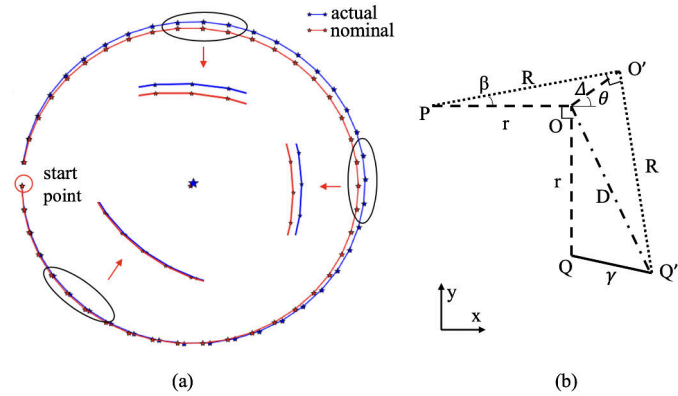 actual
nominal
start
point
(a)
O′
β
R
Δ
θ
P
r
O
r
D
R
Q
γ
Q′
y
x
(b)